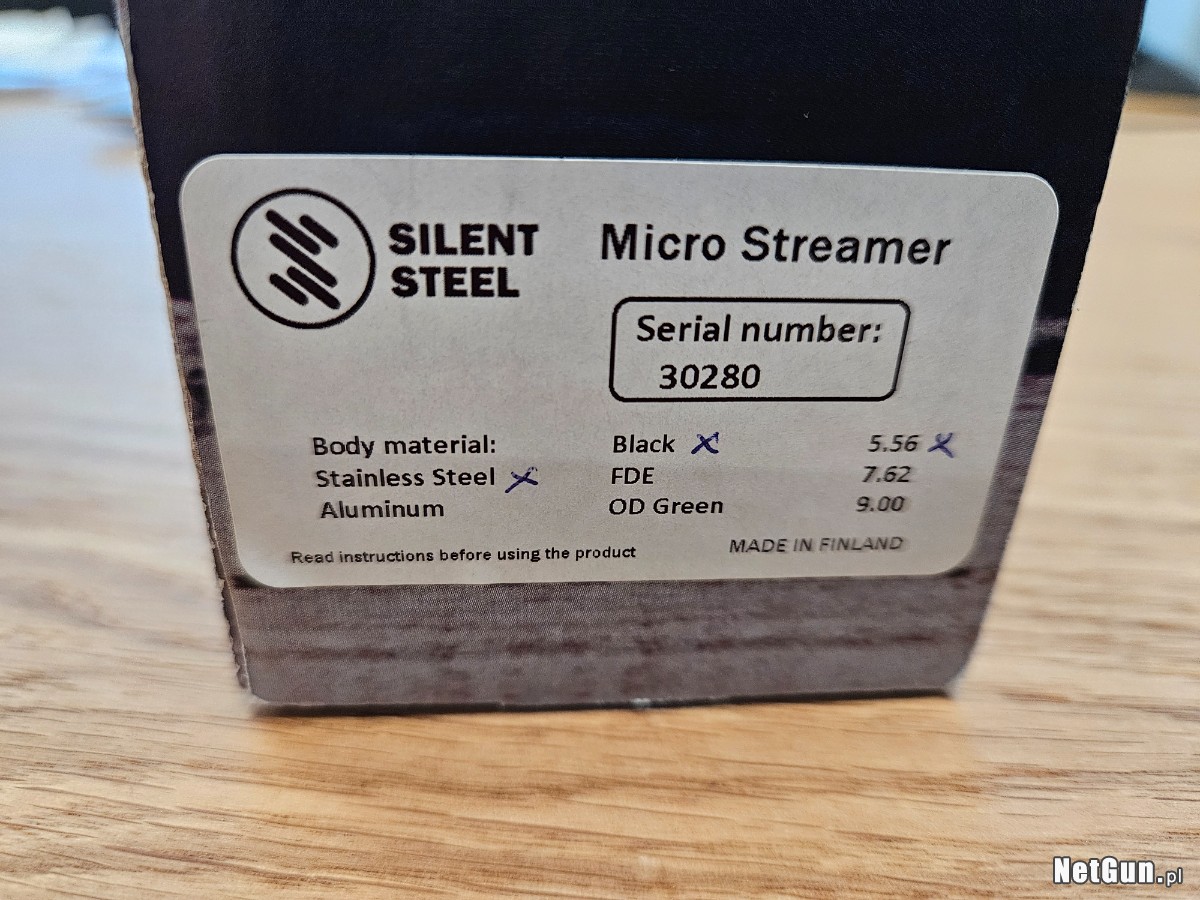 SILENT
STEEL
Micro Streamer
Serial number:
30280
Body material:
Stainless Steel x
Aluminum
Black x
FDE
OD Green
5.56 x
7.62
9.00
Read instructions before using the product
MADE IN FINLAND
NetGun.pl